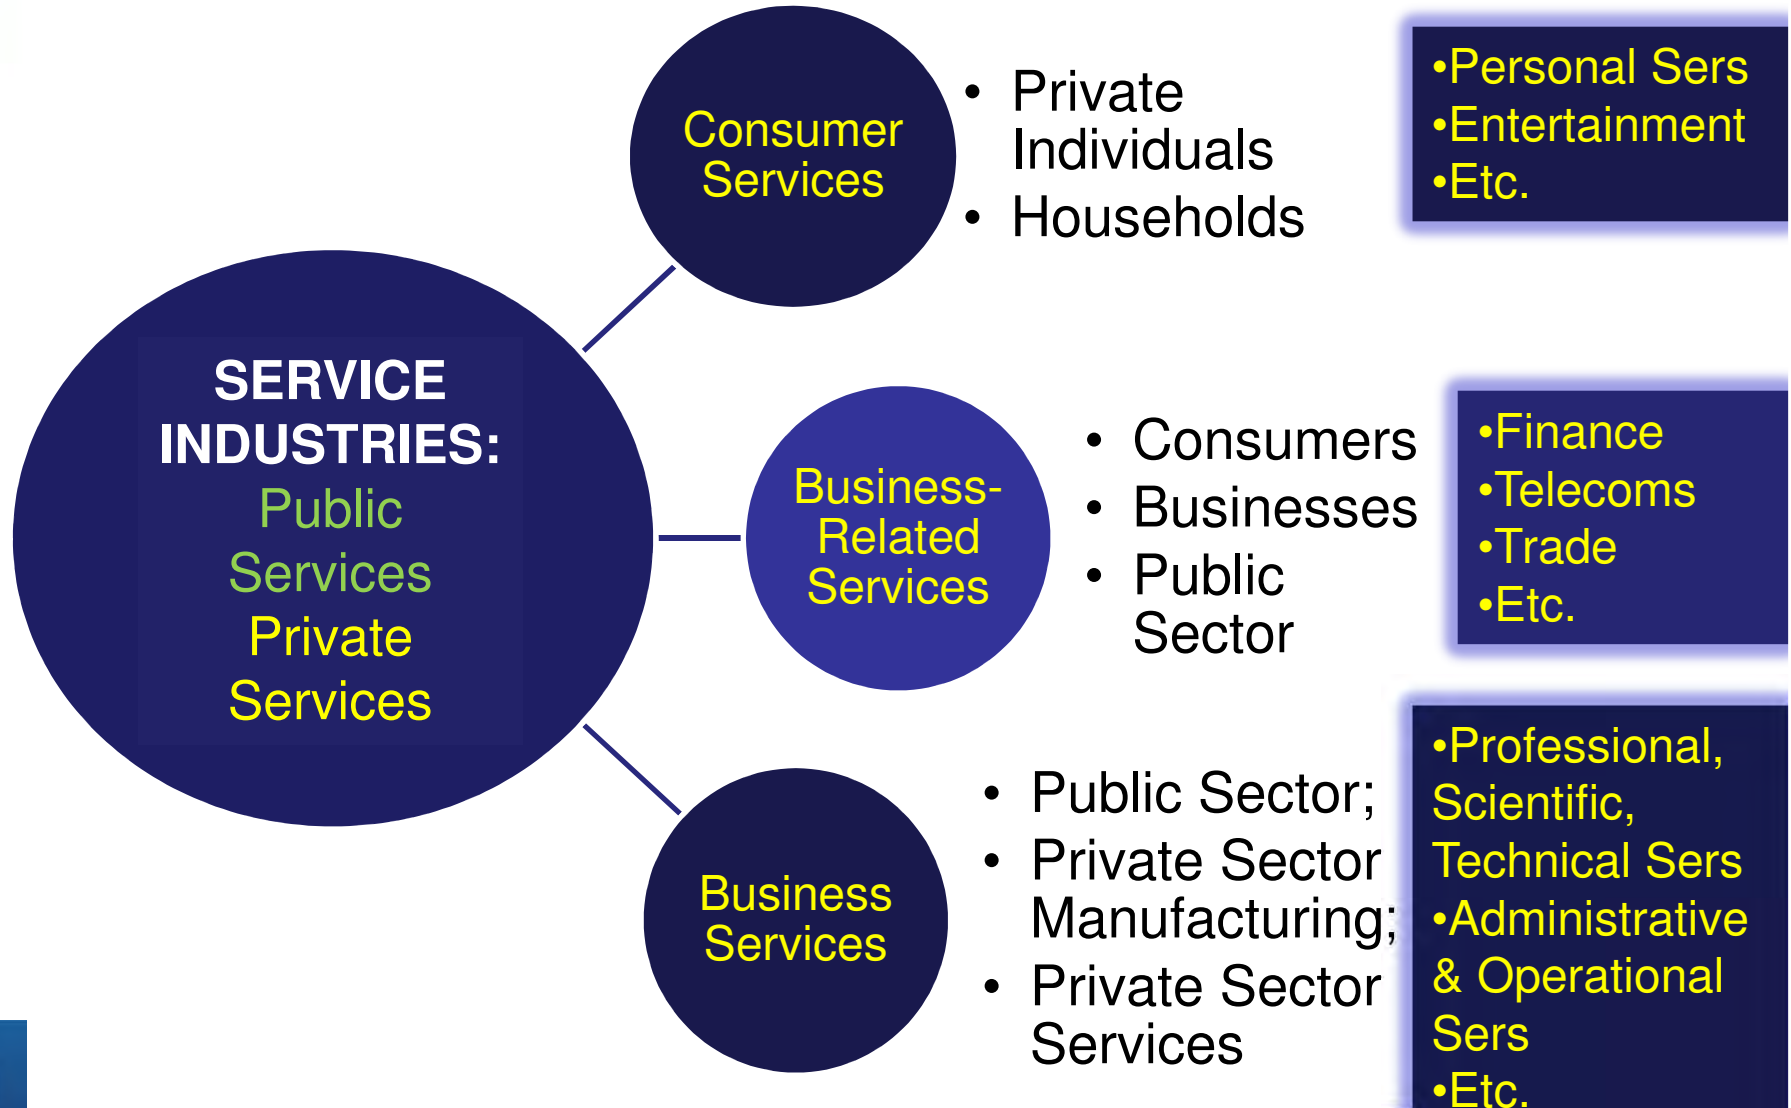 SERVICE
INDUSTRIES:
Public
Services
Private
Services
Consumer
Services
• Private
Individuals
• Households
•Personal Sers
•Entertainment
•Etc.
Business-
Related
Services
• Consumers
• Businesses
• Public
Sector
•Finance
•Telecoms
•Trade
•Etc.
Business
Services
• Public Sector;
• Private Sector
Manufacturing;
• Private Sector
Services
•Professional,
Scientific,
Technical Sers
•Administrative
& Operational
Sers
•Etc.